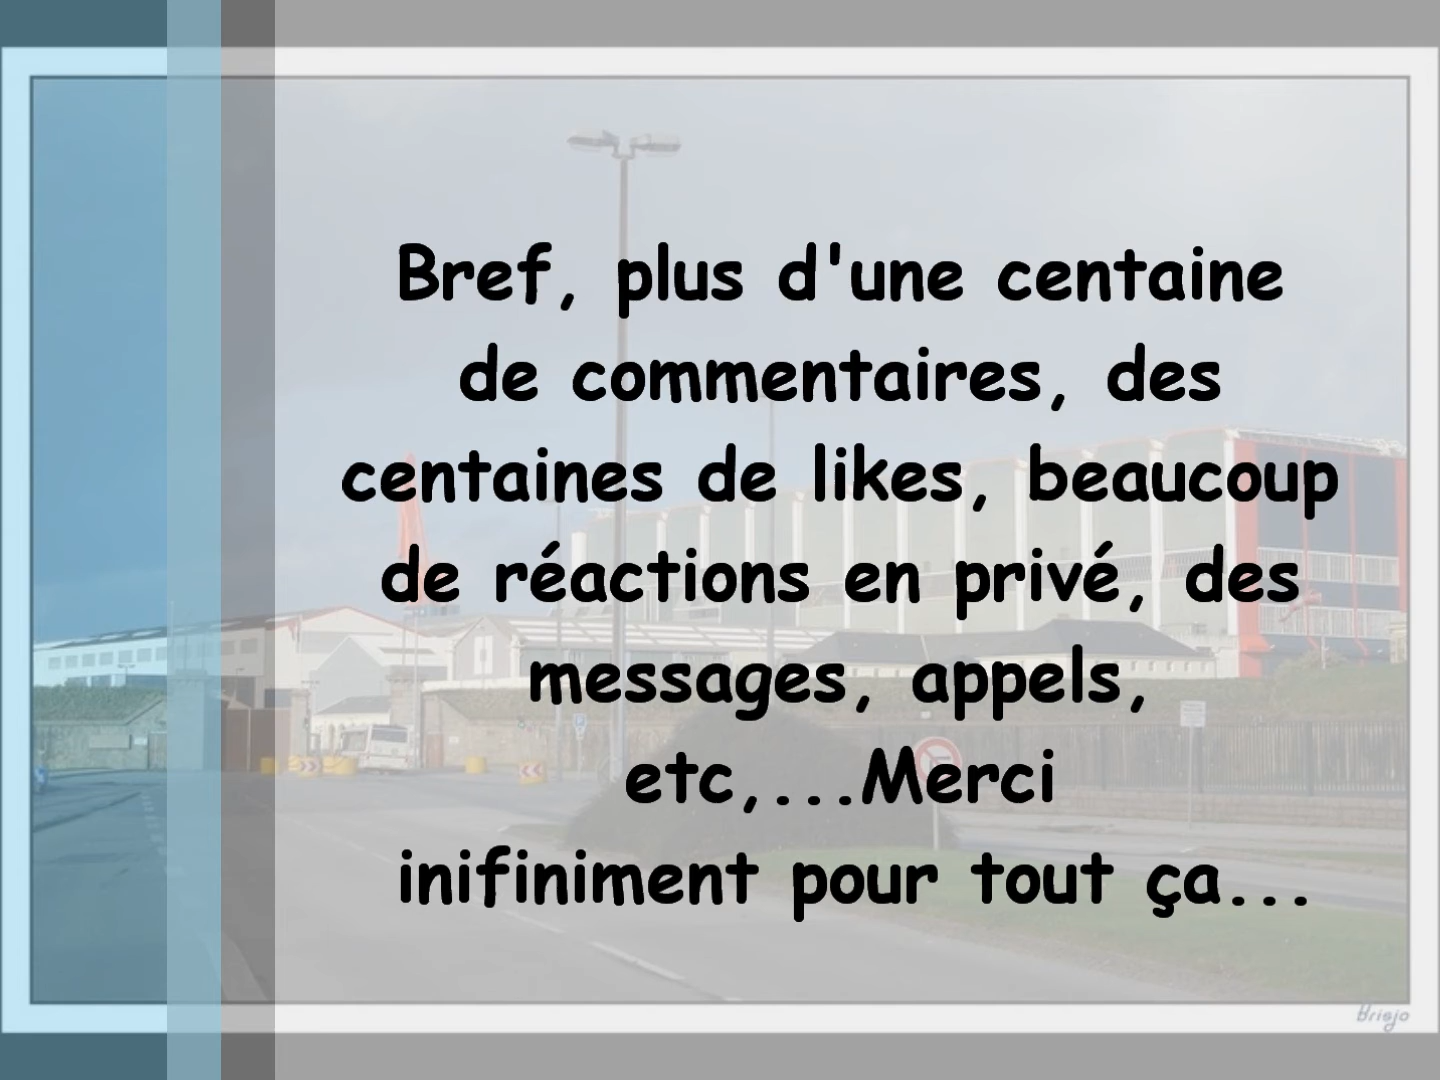 Bref, plus d'une centaine
de commentaires, des
centaines de likes, beaucoup
de réactions en privé, des
messages, appels,
etc,...Merci
inifiniment pour tout ça...